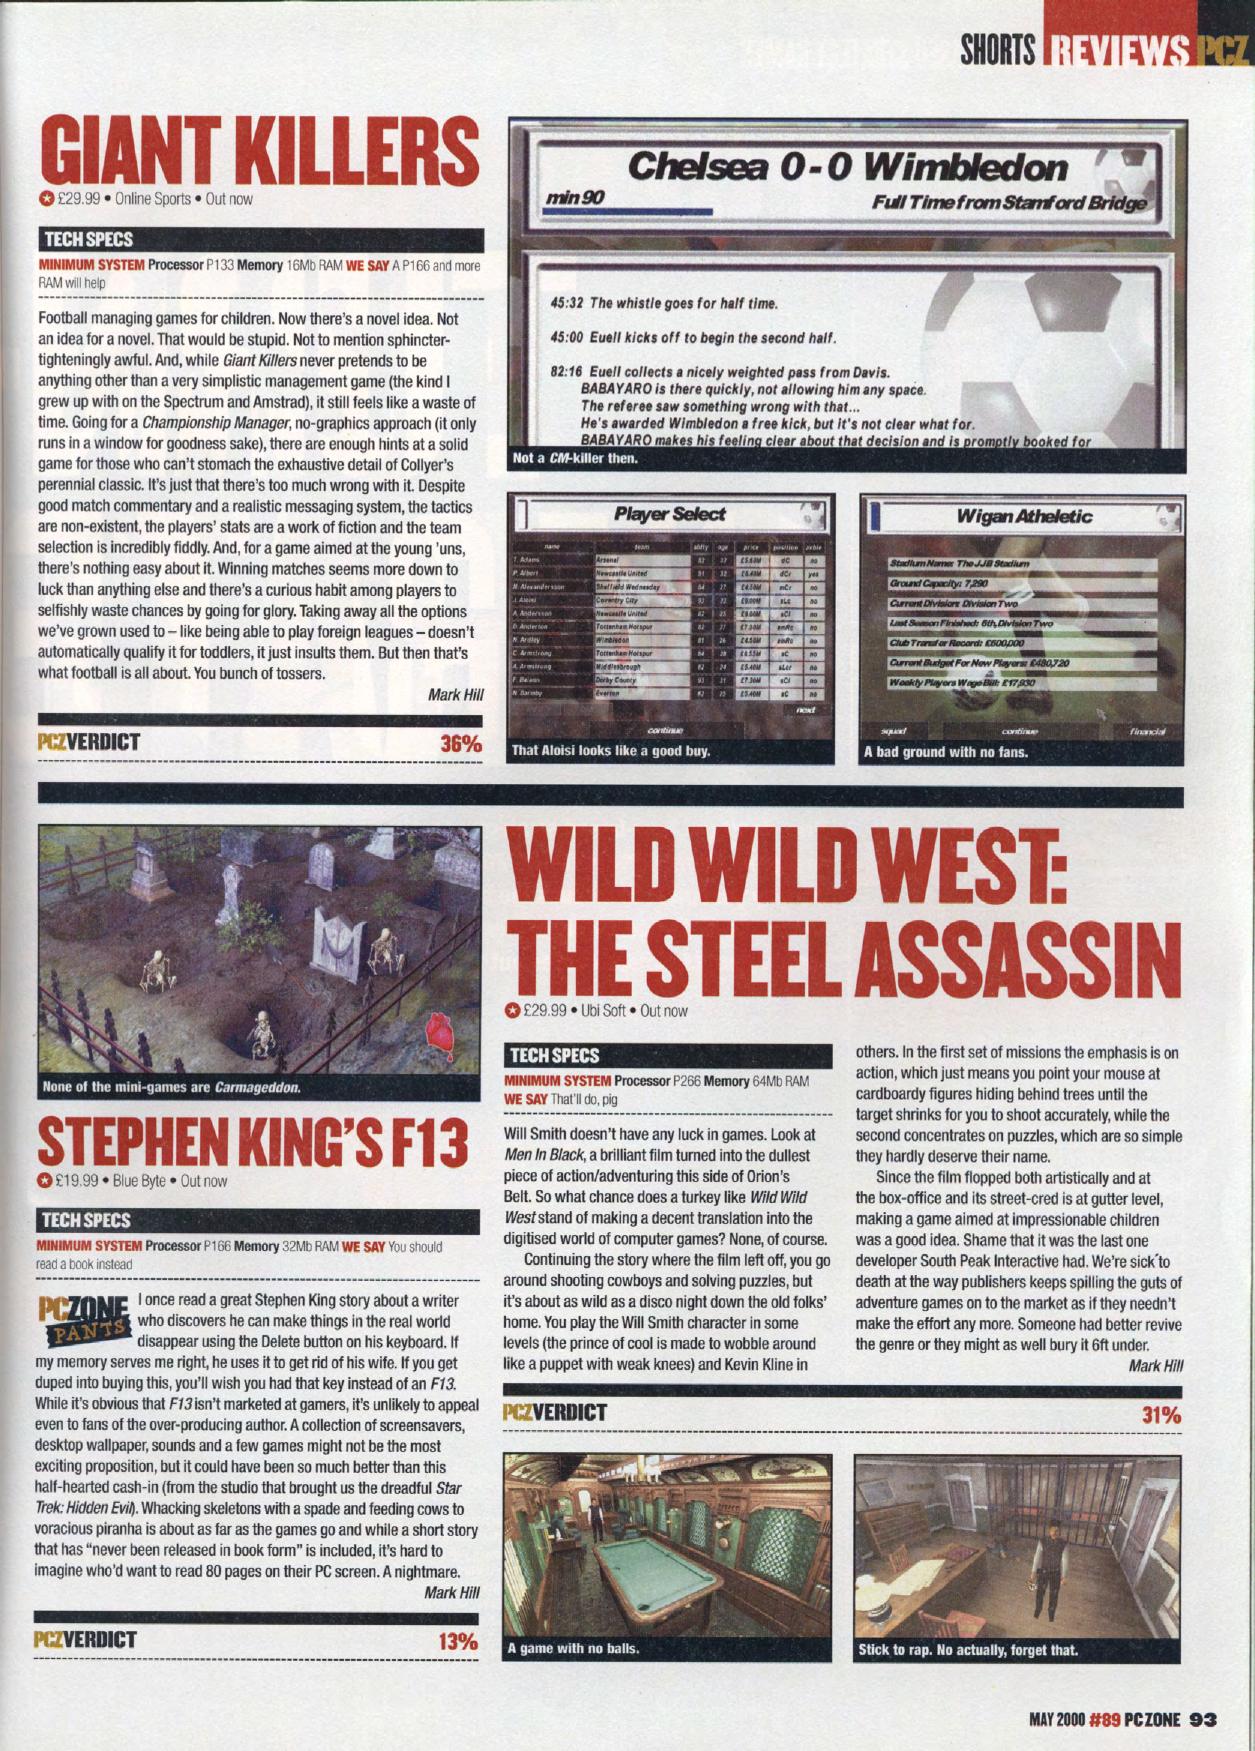 SHORTS REVIEWS PCZ
GIANT KILLERS
£29.99 • Online Sports • Out now
TECH SPECS
MINIMUM SYSTEM Processor P133 Memory 16Mb RAM WE SAY A P166 and more
RAM will help
Football managing games for children. Now there's a novel idea. Not
an idea for a novel. That would be stupid. Not to mention sphincter-
tighteningly awful. And, while Giant Killers never pretends to be
anything other than a very simplistic management game (the kind I
grew up with on the Spectrum and Amstrad), it still feels like a waste of
time. Going for a Championship Manager, no-graphics approach (it only
runs in a window for goodness sake), there are enough hints at a solid
game for those who can't stomach the exhaustive detail of Collyer's
perennial classic. It's just that there's too much wrong with it. Despite
good match commentary and a realistic messaging system, the tactics
are non-existent, the players' stats are a work of fiction and the team
selection is incredibly fiddly. And, for a game aimed at the young 'uns,
there's nothing easy about it. Winning matches seems more down to
luck than anything else and there's a curious habit among players to
selfishly waste chances by going for glory. Taking away all the options
we've grown used to – like being able to play foreign leagues – doesn't
automatically qualify it for toddlers, it just insults them. But then that's
what football is all about. You bunch of tossers.
Mark Hill
PCZVERDICT 36%
Chelsea 0-0 Wimbledon
min 90
Full Time from Stamford Bridge
45:32 The whistle goes for half time.
45:00 Euell kicks off to begin the second half.
82:16 Euell collects a nicely weighted pass from Davis.
BABAYARO is there quickly, not allowing him any space.
The referee saw something wrong with that...
He's awarded Wimbledon a free kick, but it's not clear what for.
BABAYARO makes his feeling clear about that decision and is promptly booked for
Not a CM-killer then.
Player Select
name team ablty age price position avble
T. Adams Arsenal
P. Albert Newcastle United
N. Alexandersson Sheffield Wednesday
J. Aloisi Coventry City
A. Andersson Newcastle United
D. Anderton Tottenham Hotspur
N. Ardley Wimbledon
C. Armstrong Tottenham Hotspur
A. Armstrong Middlesbrough
F. Baiano Derby County
N. Barmby Everton
next
continue
That Aloisi looks like a good buy.
Wigan Atheletic
Stadium Name: The JJB Stadium
Ground Capacity: 7,290
Current Division: Division Two
Last Season Finished: 6th, Division Two
Club Transfer Record: £600,000
Current Budget For New Players: £480,720
Weekly Players Wage Bill: £17,930
squad continue financial
A bad ground with no fans.
None of the mini-games are Carmageddon.
STEPHEN KING'S F13
£19.99 • Blue Byte • Out now
TECH SPECS
MINIMUM SYSTEM Processor P166 Memory 32Mb RAM WE SAY You should
read a book instead
PCZONE
PANTS
I once read a great Stephen King story about a writer
who discovers he can make things in the real world
disappear using the Delete button on his keyboard. If
my memory serves me right, he uses it to get rid of his wife. If you get
duped into buying this, you'll wish you had that key instead of an F13.
While it's obvious that F13 isn't marketed at gamers, it's unlikely to appeal
even to fans of the over-producing author. A collection of screensavers,
desktop wallpaper, sounds and a few games might not be the most
exciting proposition, but it could have been so much better than this
half-hearted cash-in (from the studio that brought us the dreadful Star
Trek: Hidden Evil). Whacking skeletons with a spade and feeding cows to
voracious piranha is about as far as the games go and while a short story
that has "never been released in book form" is included, it's hard to
imagine who'd want to read 80 pages on their PC screen. A nightmare.
Mark Hill
PCZVERDICT 13%
WILD WILD WEST:
THE STEEL ASSASSIN
£29.99 • Ubi Soft • Out now
TECH SPECS
MINIMUM SYSTEM Processor P266 Memory 64Mb RAM
WE SAY That'll do, pig
Will Smith doesn't have any luck in games. Look at
Men In Black, a brilliant film turned into the dullest
piece of action/adventuring this side of Orion's
Belt. So what chance does a turkey like Wild Wild
West stand of making a decent translation into the
digitised world of computer games? None, of course.
Continuing the story where the film left off, you go
around shooting cowboys and solving puzzles, but
it's about as wild as a disco night down the old folks'
home. You play the Will Smith character in some
levels (the prince of cool is made to wobble around
like a puppet with weak knees) and Kevin Kline in
others. In the first set of missions the emphasis is on
action, which just means you point your mouse at
cardboardy figures hiding behind trees until the
target shrinks for you to shoot accurately, while the
second concentrates on puzzles, which are so simple
they hardly deserve their name.
Since the film flopped both artistically and at
the box-office and its street-cred is at gutter level,
making a game aimed at impressionable children
was a good idea. Shame that it was the last one
developer South Peak Interactive had. We're sick to
death at the way publishers keeps spilling the guts of
adventure games on to the market as if they needn't
make the effort any more. Someone had better revive
the genre or they might as well bury it 6ft under.
Mark Hill
PCZVERDICT 31%
A game with no balls.
Stick to rap. No actually, forget that.
MAY 2000 #89 PCZONE 93